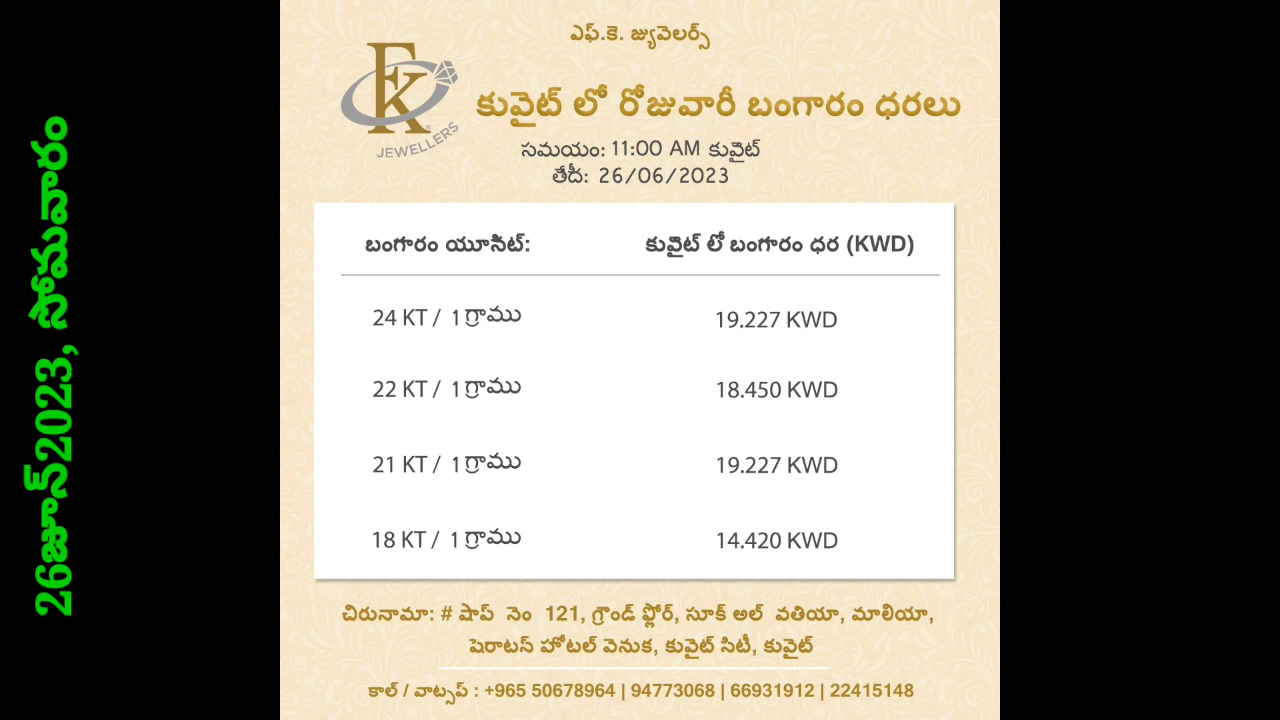 26జూన్2023, సోమవారం
ఎఫ్.కె. జ్యువెలర్స్
FK
JEWELLERS
కువైట్ లో రోజువారీ బంగారం ధరలు
సమయం: 11:00 AM కువైట్
తేదీ: 26/06/2023
బంగారం యూనిట్: కువైట్ లో బంగారం ధర (KWD)
24 KT / 1 గ్రాము 19.227 KWD
22 KT / 1 గ్రాము 18.450 KWD
21 KT / 1 గ్రాము 19.227 KWD
18 KT / 1 గ్రాము 14.420 KWD
చిరునామా: # షాప్ నెం 121, గ్రౌండ్ ఫ్లోర్, సూక్ అల్ వతియా, మాలియా,
షెరాటన్ హోటల్ వెనుక, కువైట్ సిటీ, కువైట్
కాల్ / వాట్సప్ : +965 50678964 | 94773068 | 66931912 | 22415148